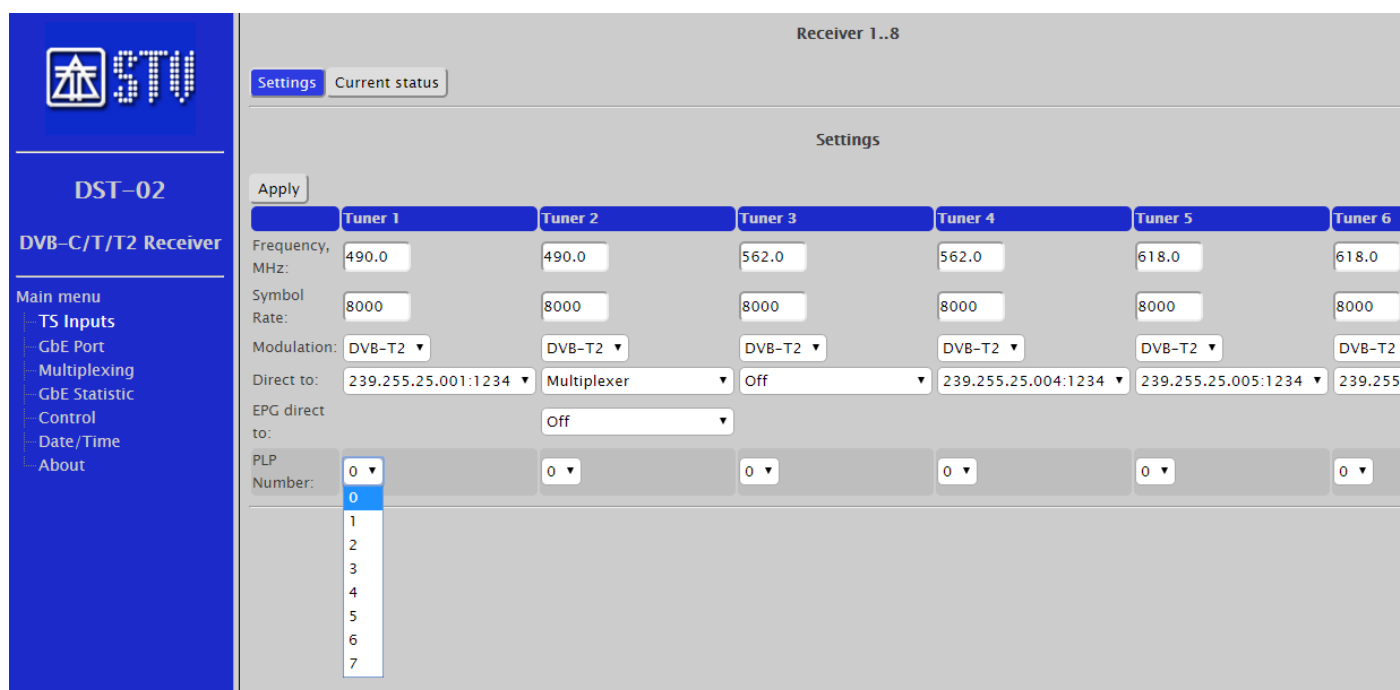 STV
DST-02
DVB-C/T/T2 Receiver
Main menu
TS Inputs
GbE Port
Multiplexing
GbE Statistic
Control
Date/Time
About
Receiver 1..8
Settings Current status
Settings
Apply
Tuner 1 Tuner 2 Tuner 3 Tuner 4 Tuner 5 Tuner 6
Frequency, MHz: 490.0 490.0 562.0 562.0 618.0 618.0
Symbol Rate: 8000 8000 8000 8000 8000 8000
Modulation: DVB-T2 DVB-T2 DVB-T2 DVB-T2 DVB-T2 DVB-T2
Direct to: 239.255.25.001:1234 Multiplexer Off 239.255.25.004:1234 239.255.25.005:1234 239.255
EPG direct to: Off
PLP Number: 0 0 0 0 0 0
0
1
2
3
4
5
6
7